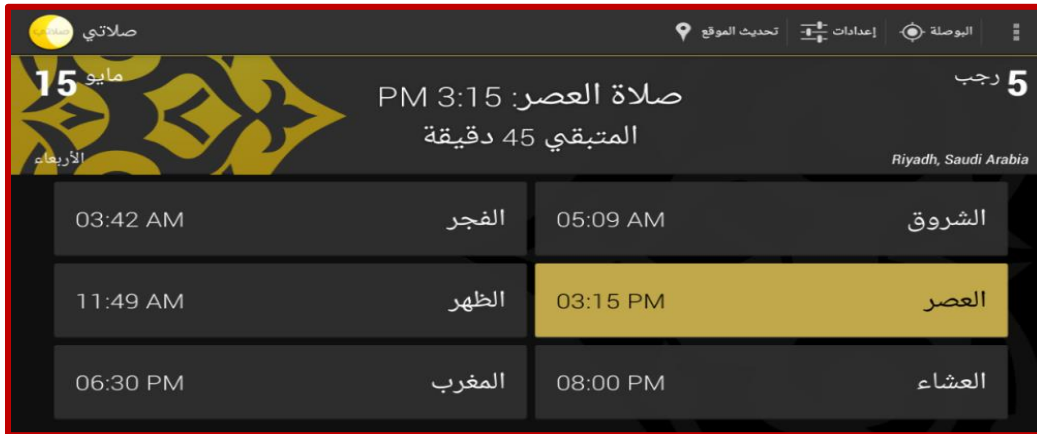 صلاتي
صلاتي
تحديث الموقع
إعدادات
البوصلة
5 رجب
مايو 15
صلاة العصر: 3:15 PM
المتبقي 45 دقيقة
Riyadh, Saudi Arabia
الأربعاء
الشروق 05:09 AM
الفجر 03:42 AM
العصر 03:15 PM
الظهر 11:49 AM
العشاء 08:00 PM
المغرب 06:30 PM